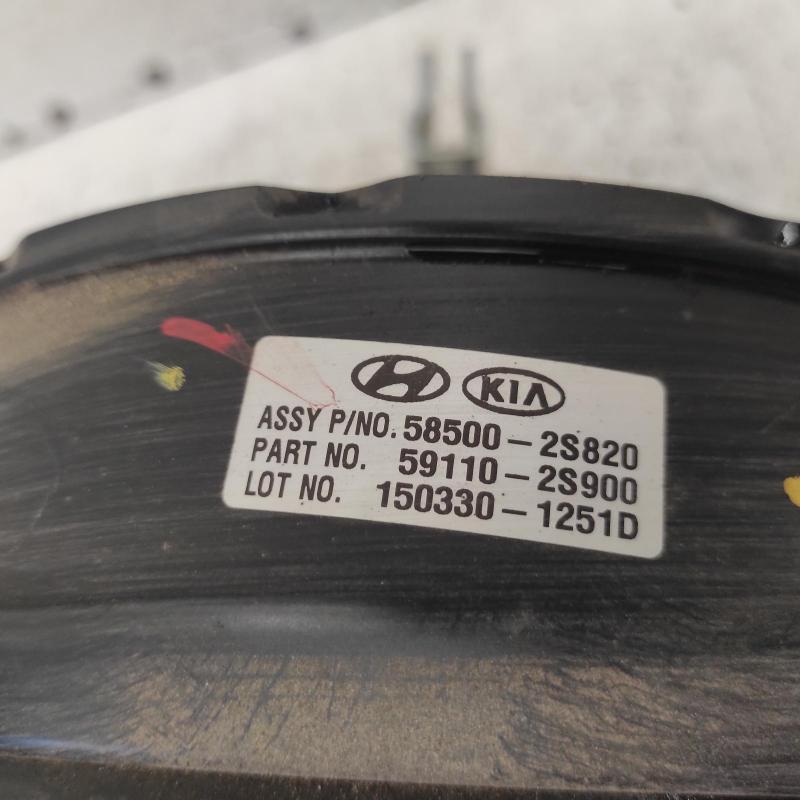 KIA
ASSY P/NO. 58500-2S820
PART NO. 59110-2S900
LOT NO. 150330-1251D